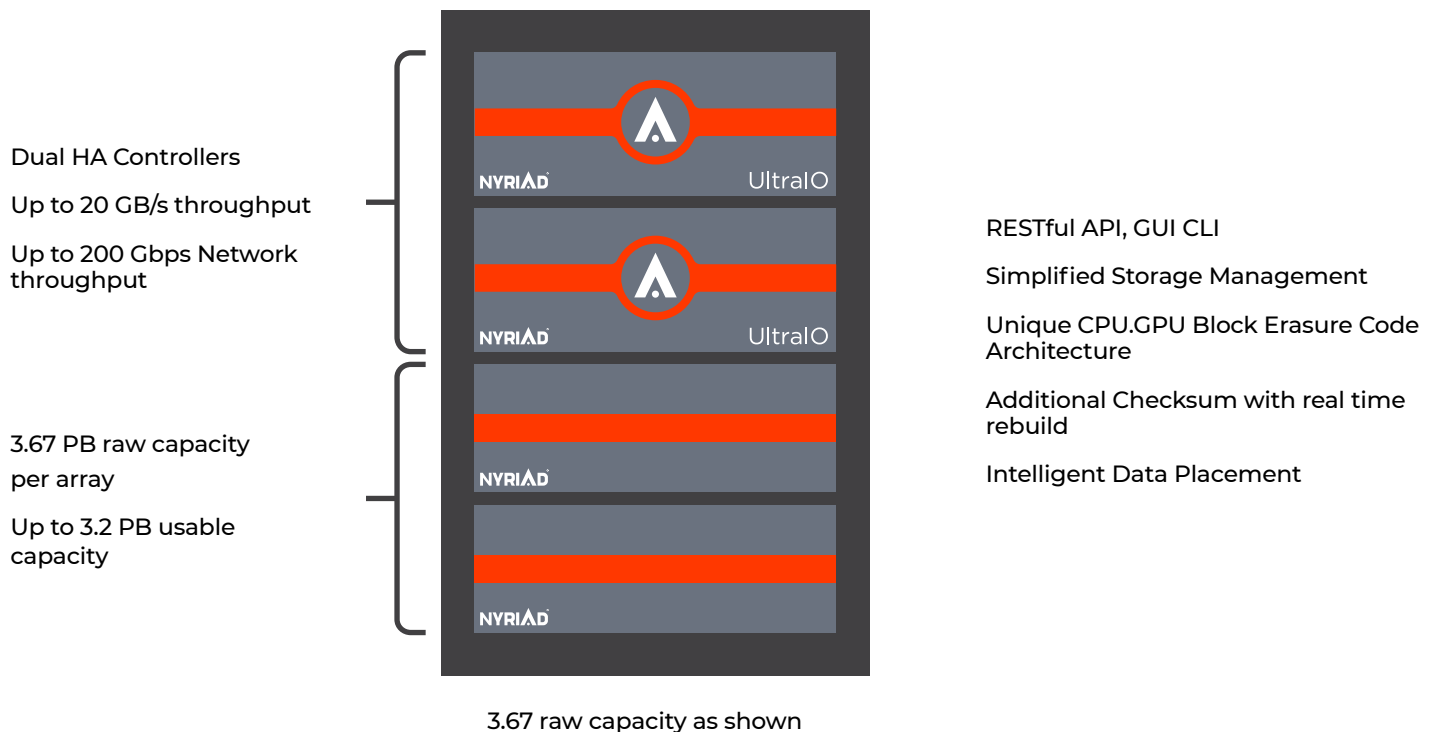 Dual HA Controllers
Up to 20 GB/s throughput
Up to 200 Gbps Network
throughput
3.67 PB raw capacity
per array
Up to 3.2 PB usable
capacity
NYRIAD UltraIO
NYRIAD UltraIO
NYRIAD
NYRIAD
3.67 raw capacity as shown
RESTful API, GUI CLI
Simplified Storage Management
Unique CPU.GPU Block Erasure Code
Architecture
Additional Checksum with real time
rebuild
Intelligent Data Placement